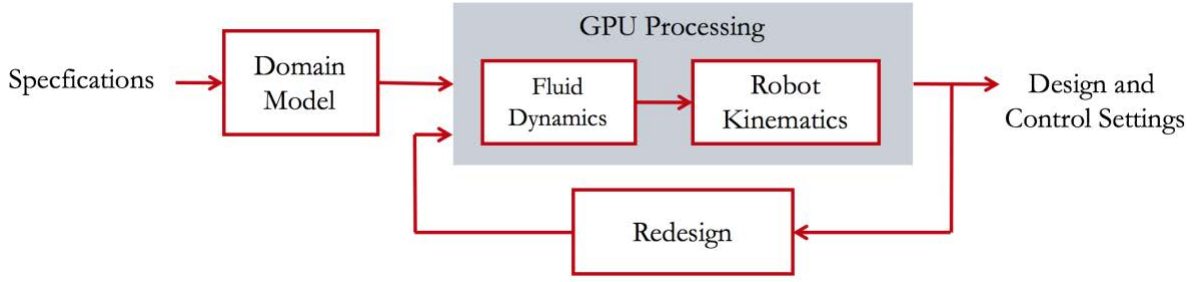 GPU Processing
Specfications
Domain
Model
Fluid
Dynamics
Robot
Kinematics
Design and
Control Settings
Redesign